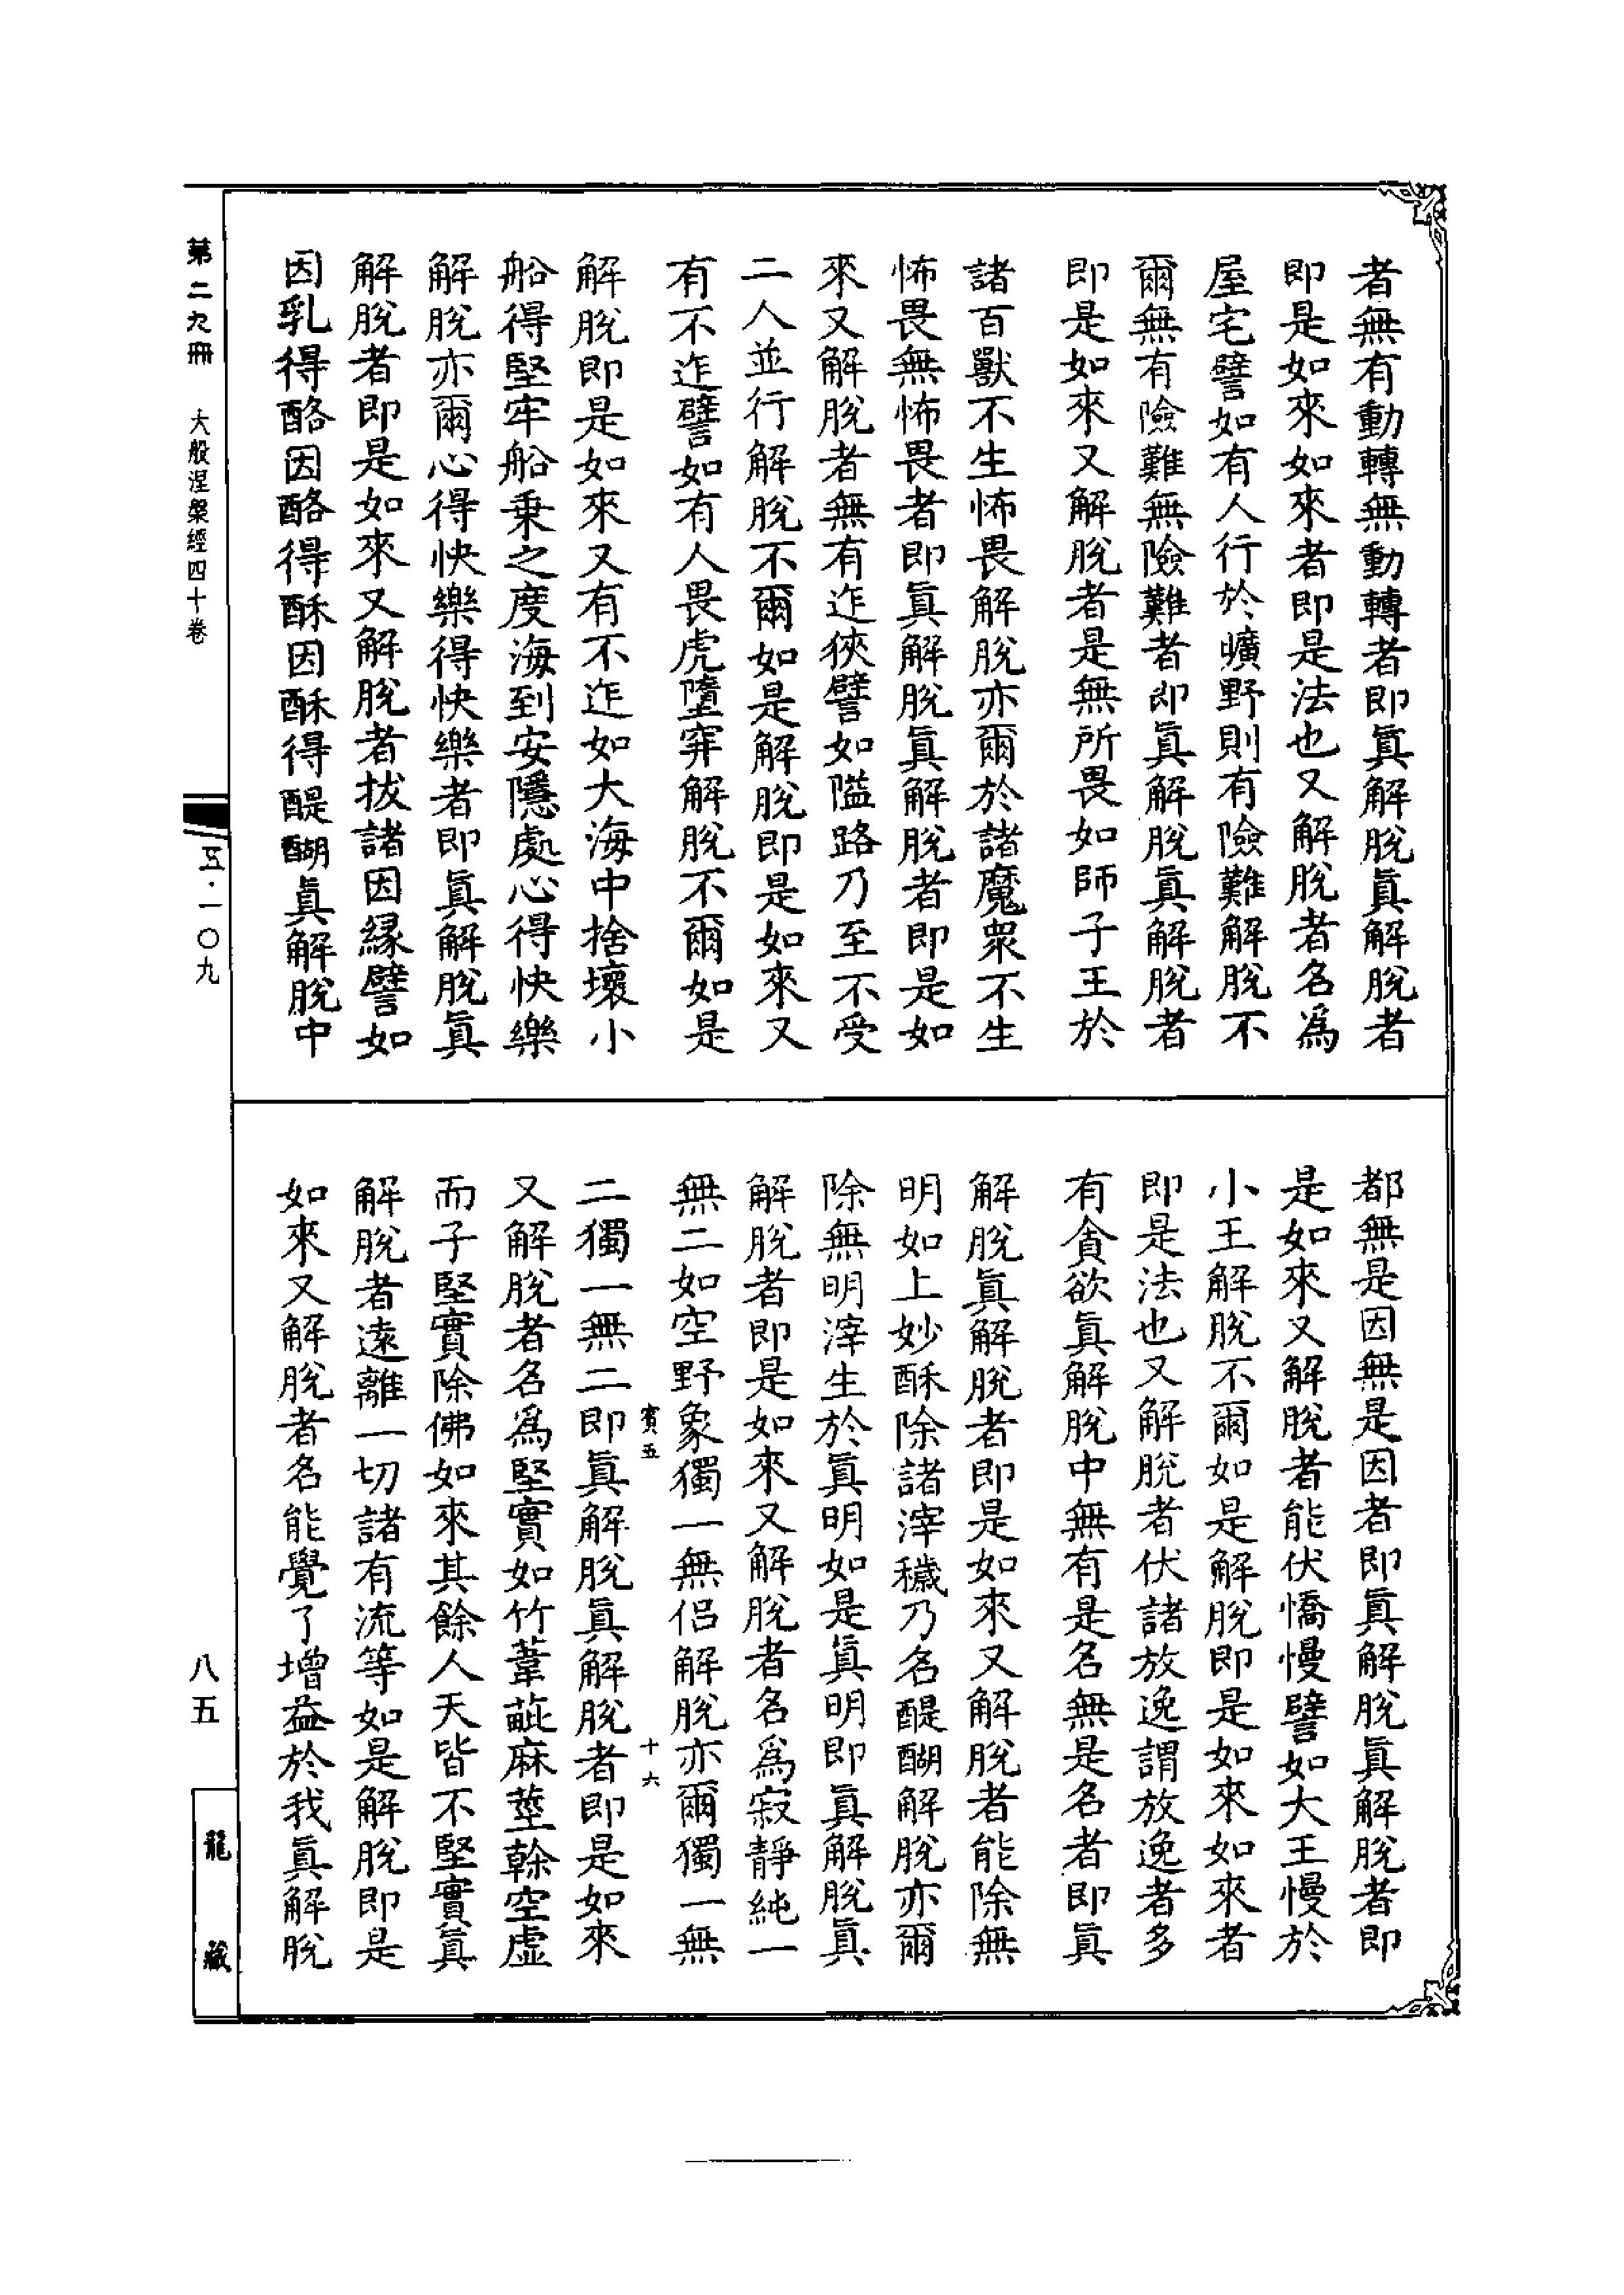 者無有動轉無動轉者即眞解脫眞解脫者
即是如來如來者即是法也又解脫者名爲
屋宅譬如有人行於曠野則有險難解脫不
爾無有險難無險難者即眞解脫眞解脫者
即是如來又解脫者是無所畏如師子王於
諸百獸不生怖畏解脫亦爾於諸魔衆不生
怖畏無怖畏者即眞解脫眞解脫者即是如
來又解脫者無有迮狹譬如隘路乃至不受
二人並行解脫不爾如是解脫即是如來又
有不迮譬如有人畏虎墮穽解脫不爾如是
解脫即是如來又有不迮如大海中捨壞小
船得堅牢船乗之度海到安隱處心得快樂
解脫亦爾心得快樂得快樂者即眞解脫眞
解脫者即是如來又解脫者拔諸因緣譬如
因乳得酪因酪得酥因酥得醍醐眞解脫中
都無是因無是因者即眞解脫眞解脫者即
是如來又解脫者能伏憍慢譬如大王慢於
小王解脫不爾如是解脫即是如來如來者
即是法也又解脫者伏諸放逸謂放逸者多
有貪欲眞解脫中無有是名無是名者即眞
解脫眞解脫者即是如來又解脫者能除無
明如上妙酥除諸滓穢乃名醍醐解脫亦爾
除無明滓生於眞明如是眞明即眞解脫眞
解脫者即是如來又解脫者名爲寂靜純一
無二如空野象獨一無侶解脫亦爾獨一無
賓五 十六
二獨一無二即眞解脫眞解脫者即是如來
又解脫者名爲堅實如竹葦蓖麻莖幹空虛
而子堅實除佛如來其餘人天皆不堅實眞
解脫者遠離一切諸有流等如是解脫即是
如來又解脫者名能覺了增益於我眞解脫
第二九冊 大般涅槃經四十卷
五·一〇九
八五
龍藏